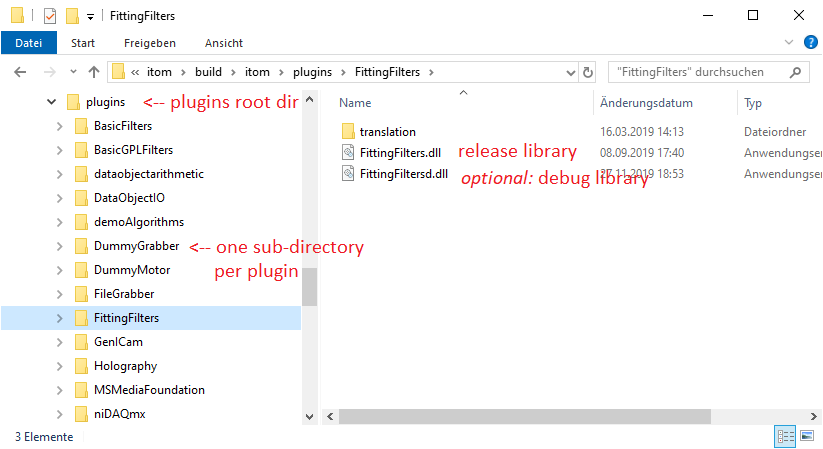 FittingFilters
Datei Start Freigeben Ansicht
« itom › build › itom › plugins › FittingFilters › "FittingFilters" durchsuchen
plugins <-- plugins root dir
BasicFilters
BasicGPLFilters
dataobjectarithmetic
DataObjectIO
demoAlgorithms
DummyGrabber <-- one sub-directory
DummyMotor per plugin
FileGrabber
FittingFilters
GenICam
Holography
MSMediaFoundation
niDAQmx
Name Änderungsdatum Typ
translation 16.03.2019 14:13 Dateiordner
FittingFilters.dll release library 08.09.2019 17:40 Anwendungser
FittingFiltersd.dll optional: debug library 27.11.2019 18:53 Anwendungser
3 Elemente